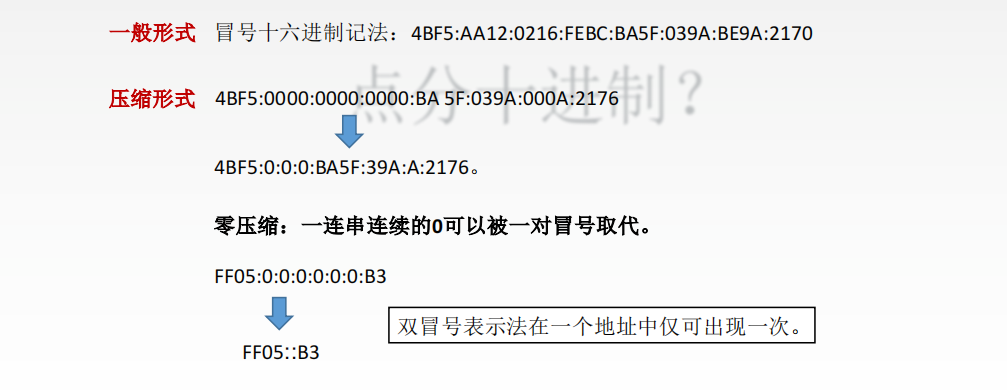 一般形式 冒号十六进制记法：4BF5:AA12:0216:FEBC:BA5F:039A:BE9A:2170
点分十进制？
压缩形式 4BF5:0000:0000:0000:BA 5F:039A:000A:2176
4BF5:0:0:0:BA5F:39A:A:2176。
零压缩：一连串连续的0可以被一对冒号取代。
FF05:0:0:0:0:0:0:B3
双冒号表示法在一个地址中仅可出现一次。
FF05::B3